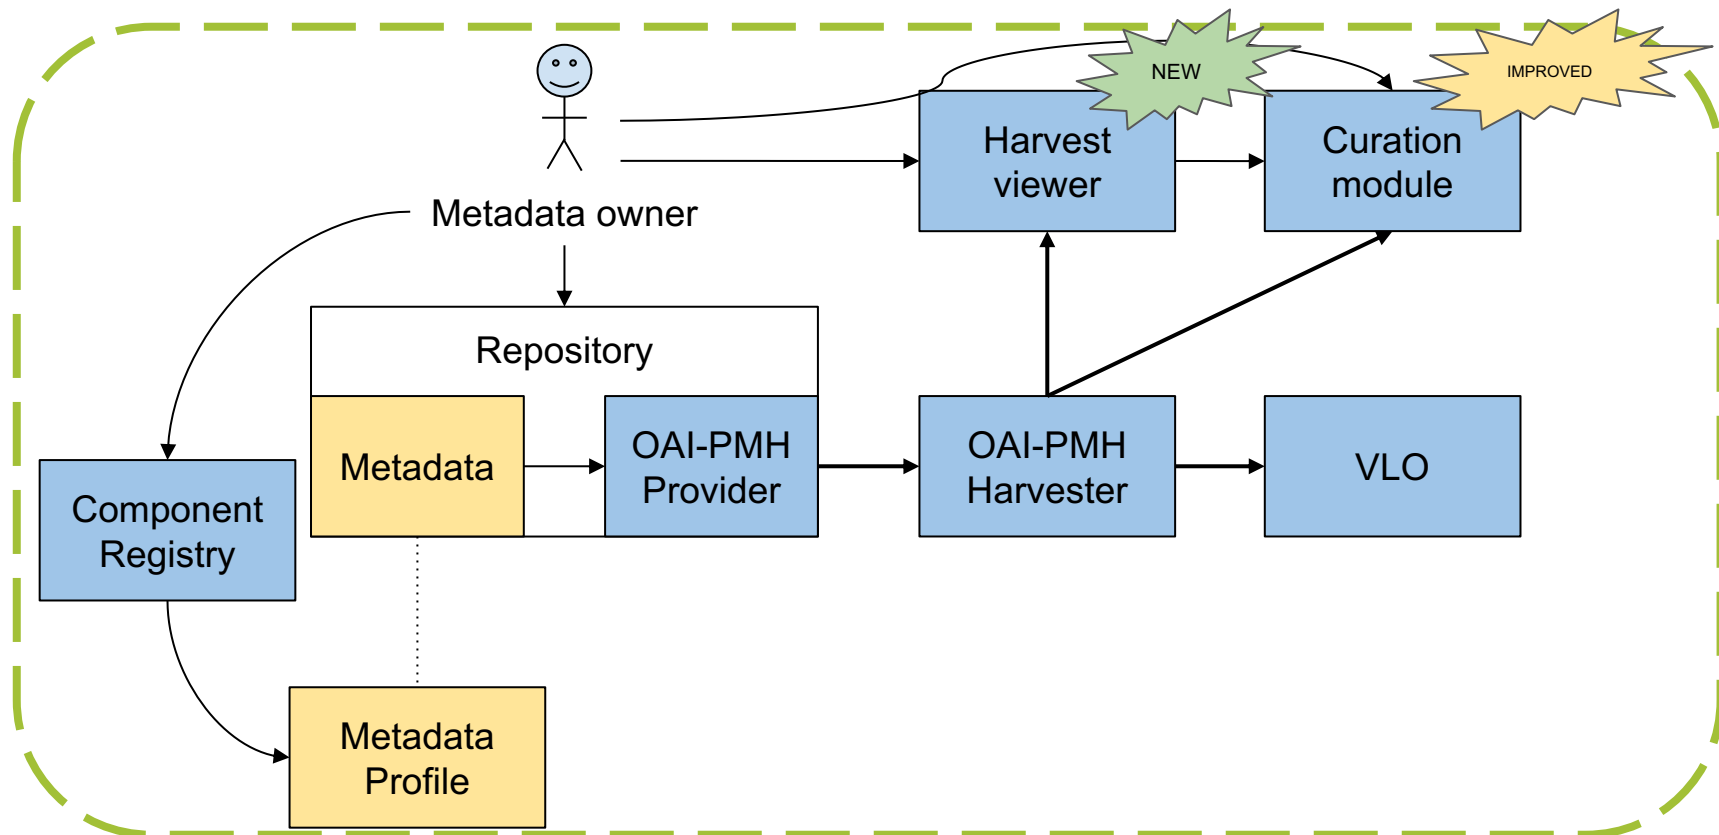 NEW
IMPROVED
Harvest
viewer
Curation
module
Metadata owner
Repository
Metadata
OAI-PMH
Provider
OAI-PMH
Harvester
VLO
Component
Registry
Metadata
Profile